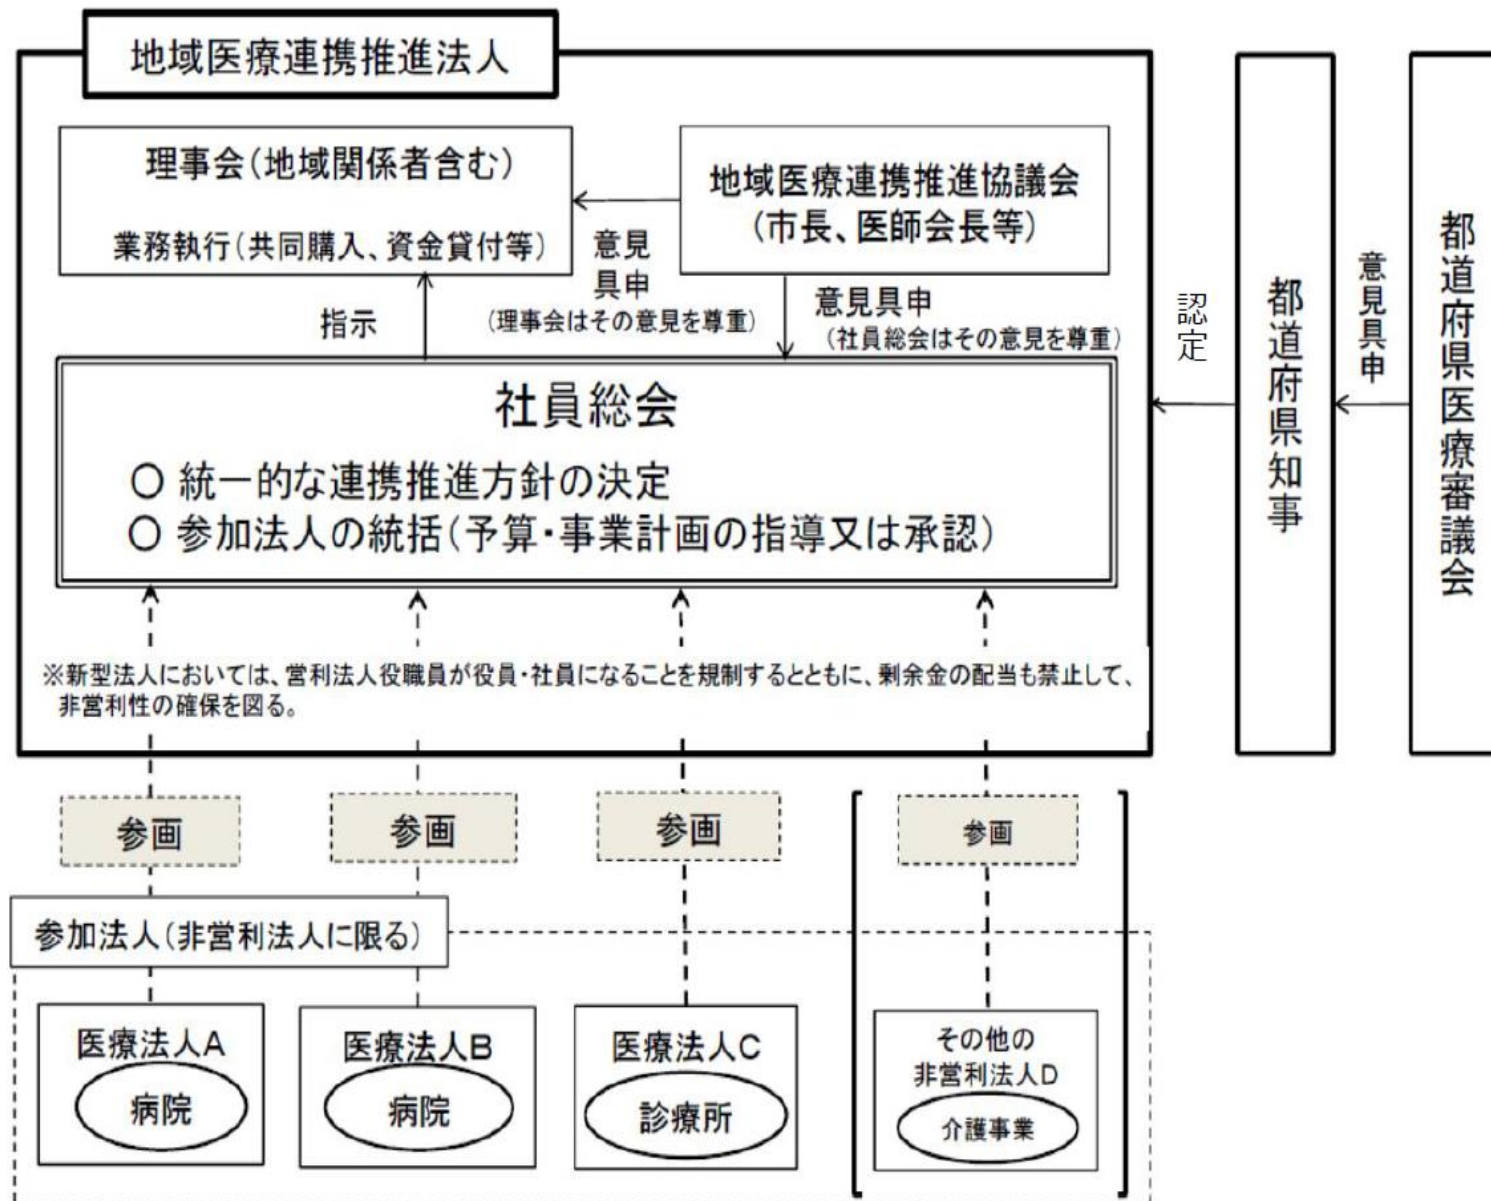 地域医療連携推進法人
理事会(地域関係者含む)
業務執行(共同購入、資金貸付等)
地域医療連携推進協議会
(市長、医師会長等)
意見
具申
(理事会はその意見を尊重)
指示
意見具申
(社員総会はその意見を尊重)
社員総会
○ 統一的な連携推進方針の決定
○ 参加法人の統括(予算・事業計画の指導又は承認)
※新型法人においては、営利法人役職員が役員・社員になることを規制するとともに、剰余金の配当も禁止して、
非営利性の確保を図る。
認定
都道府県知事
意見具申
都道府県医療審議会
参画
参画
参画
参画
参加法人(非営利法人に限る)
医療法人A
病院
医療法人B
病院
医療法人C
診療所
その他の
非営利法人D
介護事業